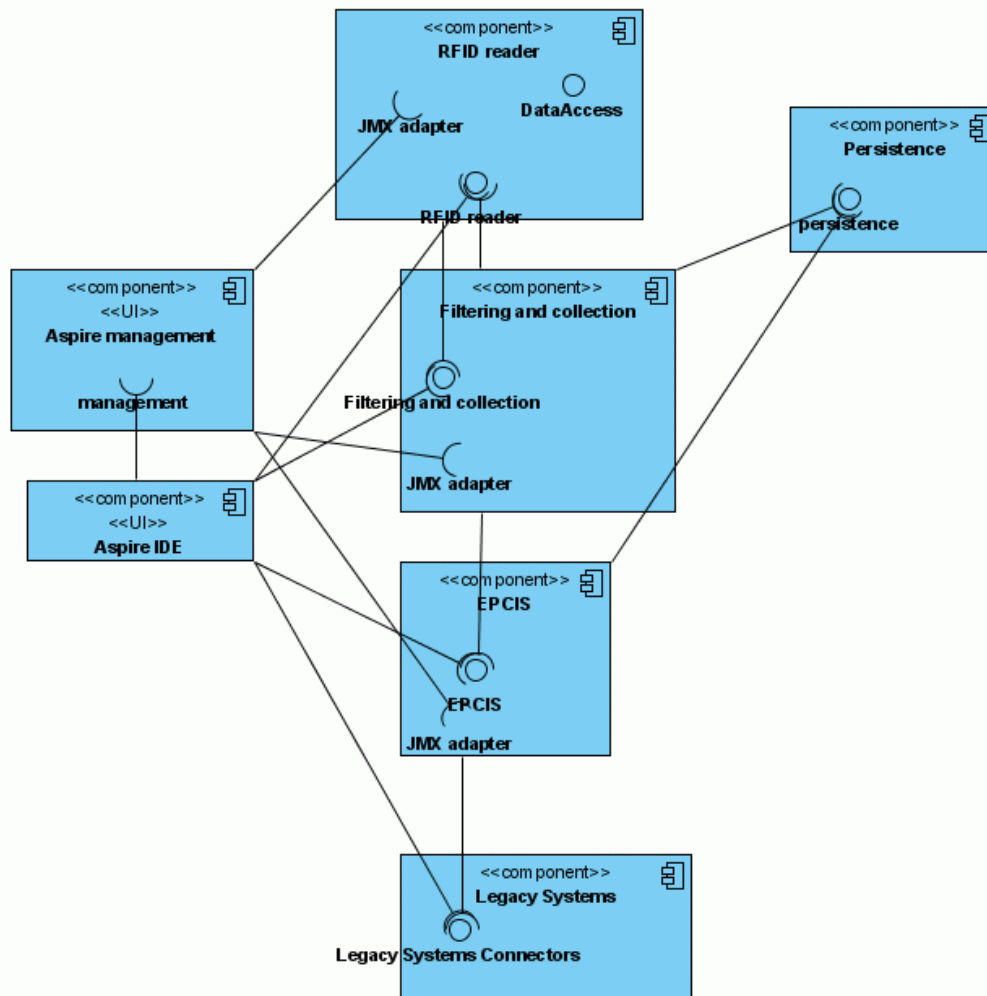 <<component>>
RFID reader
JMX adapter
DataAccess
RFID reader
<<component>>
Persistence
persistence
<<component>>
<<UI>>
Aspire management
management
<<component>>
Filtering and collection
Filtering and collection
JMX adapter
<<component>>
<<UI>>
Aspire IDE
<<component>>
EPCIS
EPCIS
JMX adapter
<<component>>
Legacy Systems
Legacy Systems Connectors